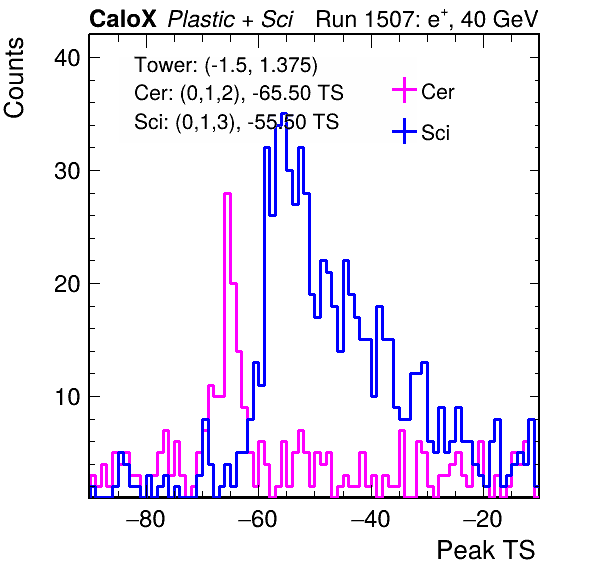 CaloX Plastic + Sci Run 1507: e+, 40 GeV
Counts
Tower: (-1.5, 1.375)
Cer: (0,1,2), -65.50 TS
Sci: (0,1,3), -55.50 TS
Cer
Sci
40
30
20
10
−80 −60 −40 −20
Peak TS